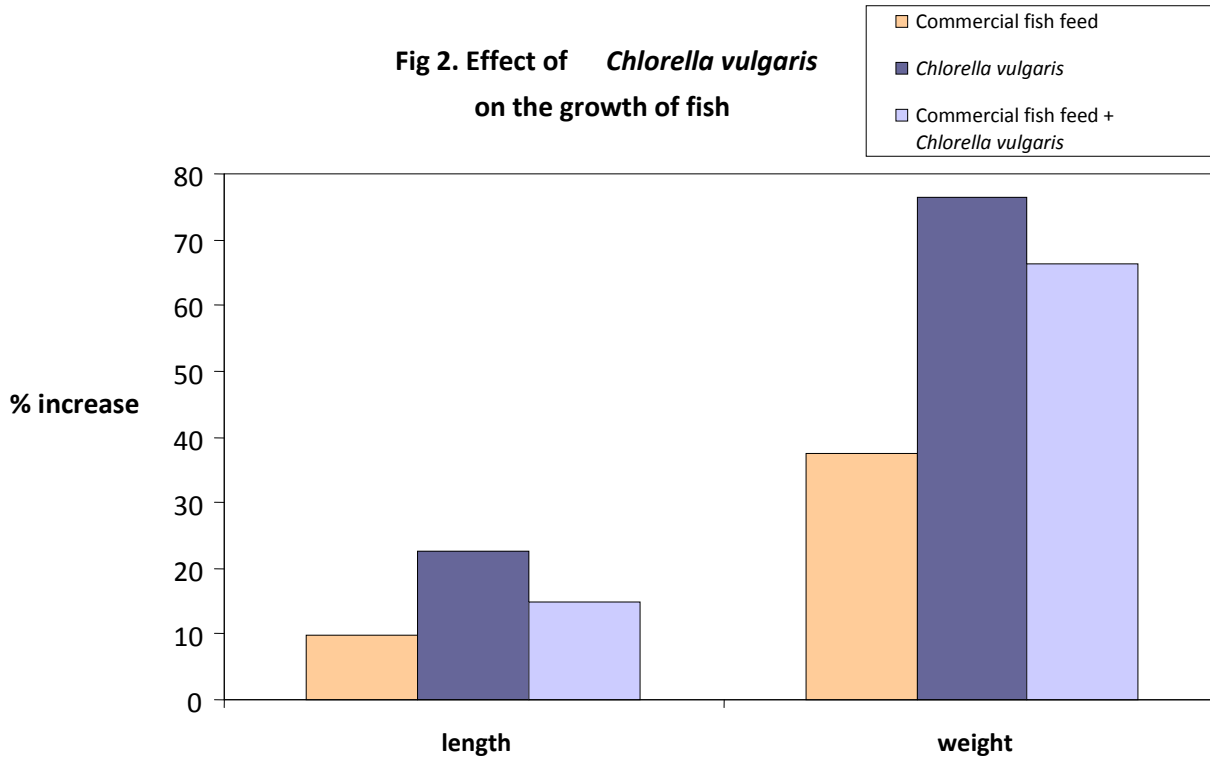 Commercial fish feed
Chlorella vulgaris
Commercial fish feed +
Chlorella vulgaris
Fig 2. Effect of Chlorella vulgaris
on the growth of fish
80
70
60
50
40
30
20
10
0
% increase
length weight